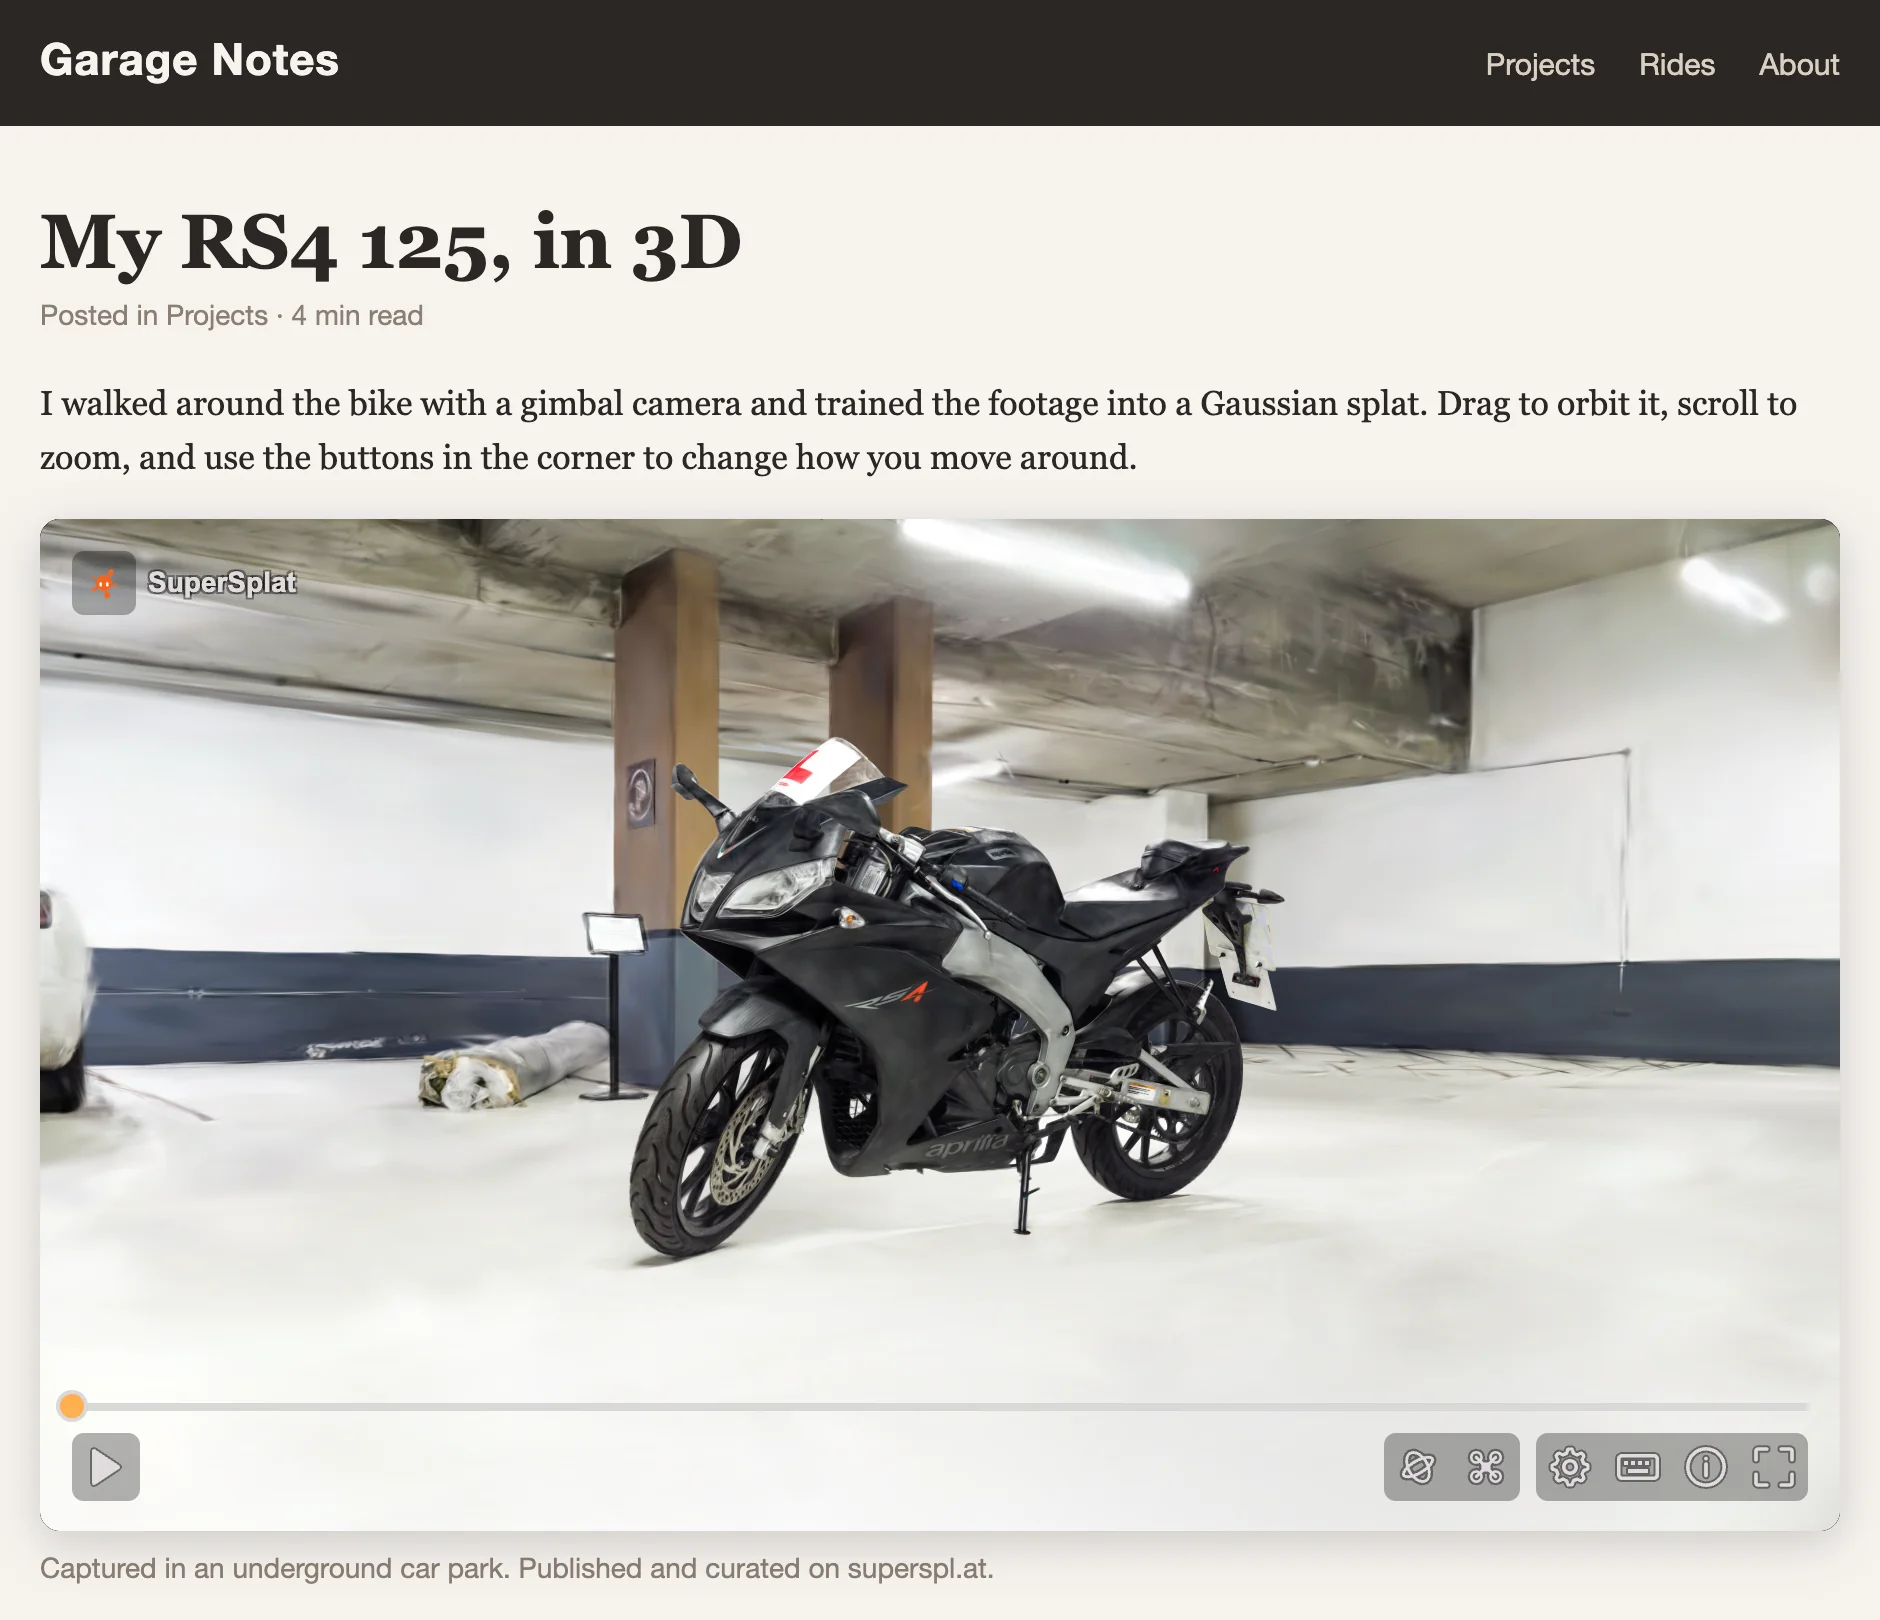 Garage Notes
Projects
Rides
About
My RS4 125, in 3D
Posted in Projects · 4 min read
I walked around the bike with a gimbal camera and trained the footage into a Gaussian splat. Drag to orbit it, scroll to
zoom, and use the buttons in the corner to change how you move around.
SuperSplat
L
RS4
aprilia
Captured in an underground car park. Published and curated on superspl.at.